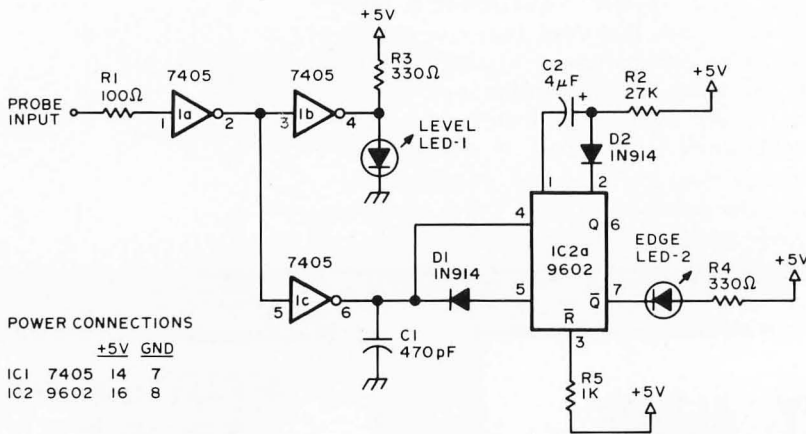 +5V
R3
330Ω
7405
7405
R1
100Ω
PROBE
INPUT
1a
1
2
1b
3
4
LEVEL
LED-1
C2
4μF
+
R2
27K
+5V
D2
1N914
1
2
7405
1c
5
6
D1
1N914
4
5
IC2a
9602
Q
6
Q̅
7
R̅
3
EDGE
LED-2
R4
330Ω
+5V
C1
470pF
R5
1K
+5V
POWER CONNECTIONS
+5V GND
IC1 7405 14 7
IC2 9602 16 8